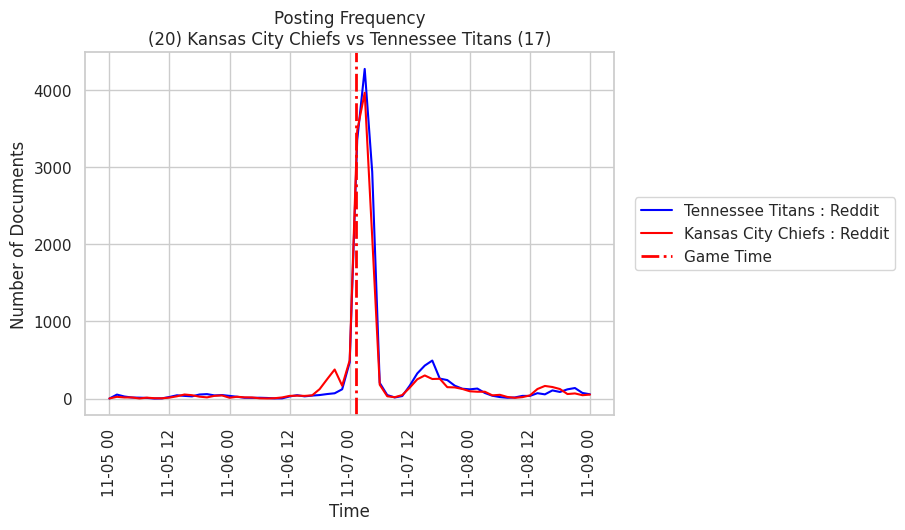 Posting Frequency
(20) Kansas City Chiefs vs Tennessee Titans (17)
Number of Documents
4000
3000
2000
1000
0
11-05 00
11-05 12
11-06 00
11-06 12
11-07 00
11-07 12
11-08 00
11-08 12
11-09 00
Time
Tennessee Titans : Reddit
Kansas City Chiefs : Reddit
Game Time